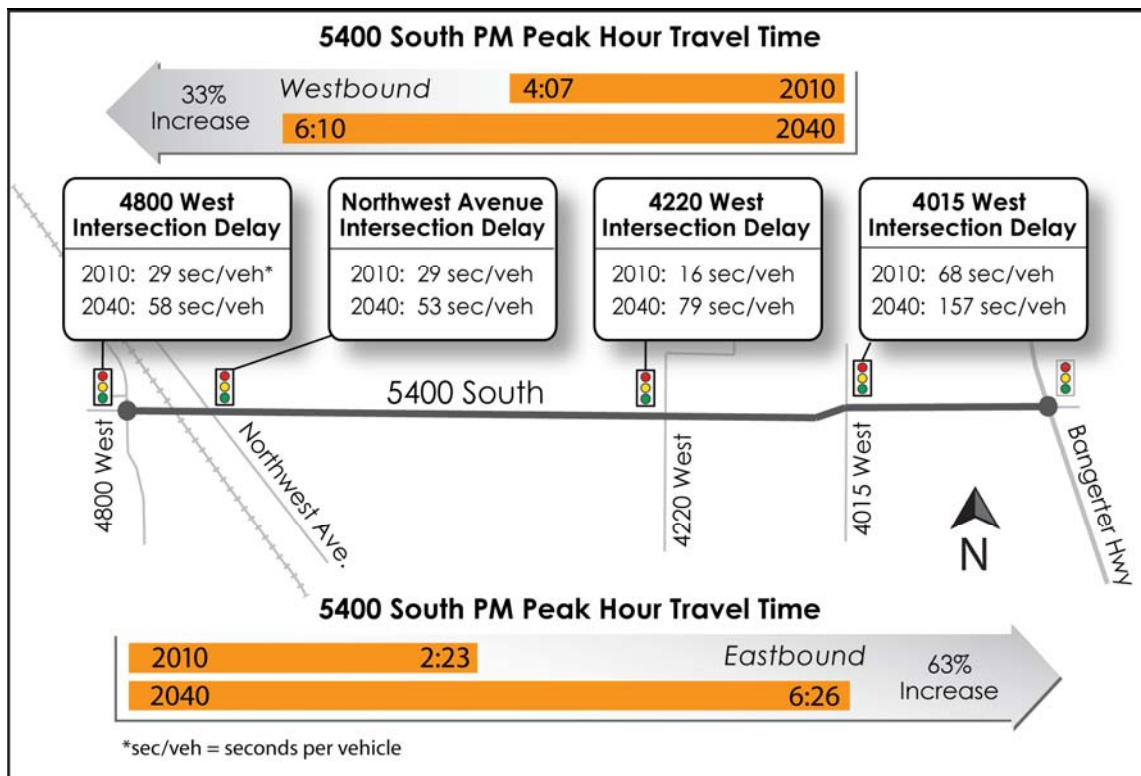 5400 South PM Peak Hour Travel Time
33%
Increase
Westbound
4:07 2010
6:10 2040
4800 West
Intersection Delay
2010: 29 sec/veh*
2040: 58 sec/veh
Northwest Avenue
Intersection Delay
2010: 29 sec/veh
2040: 53 sec/veh
4220 West
Intersection Delay
2010: 16 sec/veh
2040: 79 sec/veh
4015 West
Intersection Delay
2010: 68 sec/veh
2040: 157 sec/veh
5400 South
4800 West
Northwest Ave.
4220 West
4015 West
Bangerter Hwy
N
5400 South PM Peak Hour Travel Time
2010 2:23
2040 6:26
Eastbound
63%
Increase
*sec/veh = seconds per vehicle